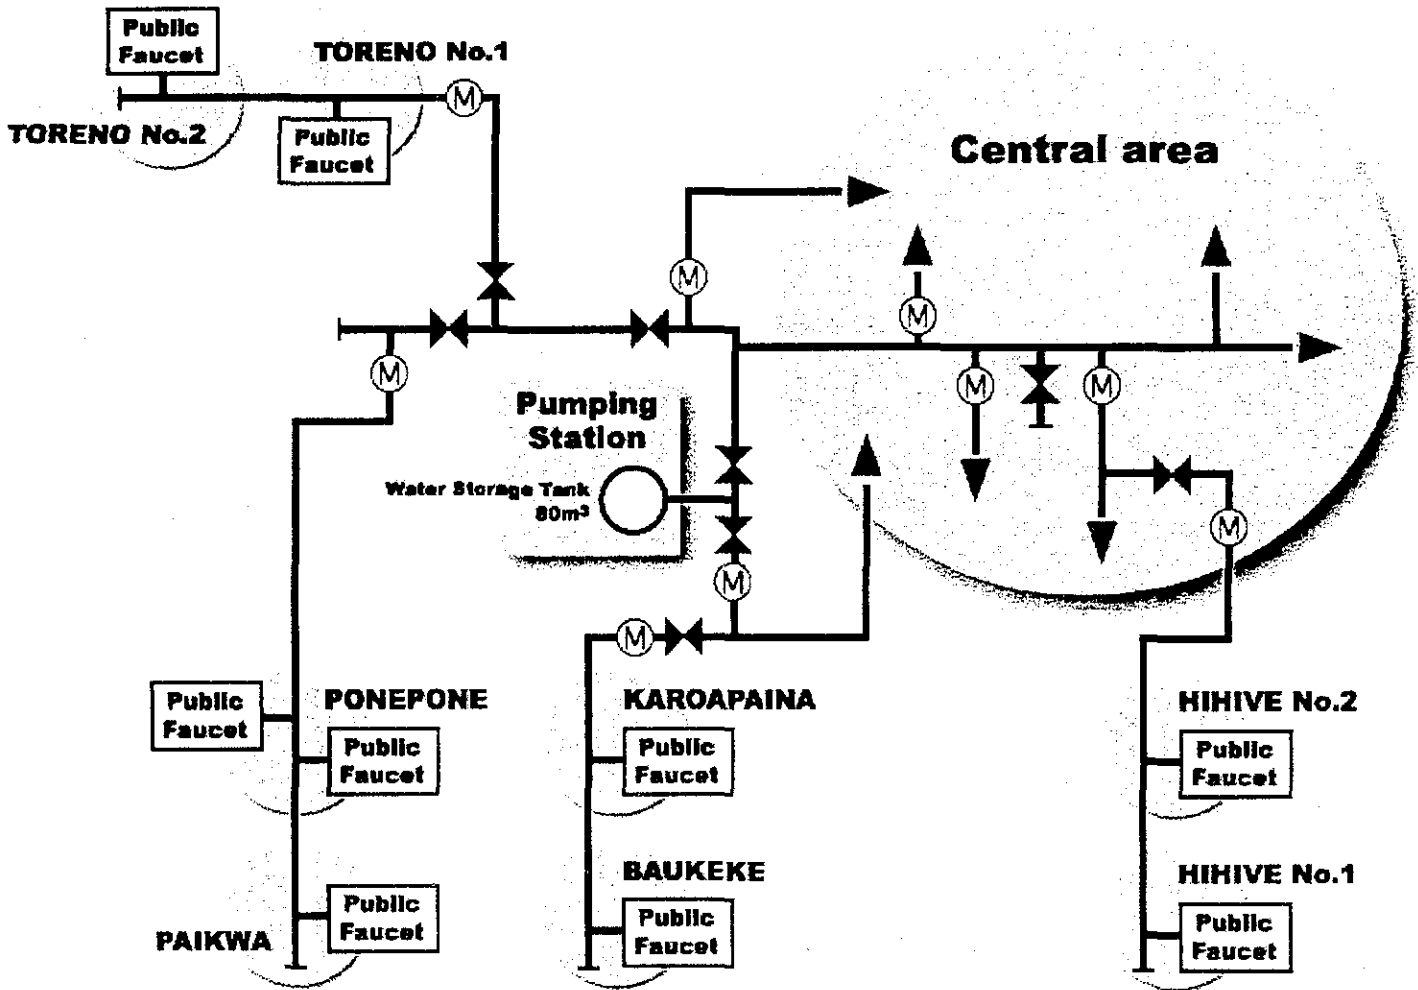 Public
Faucet
TORENO No.1
M
TORENO No.2
Public
Faucet
Central area
M
M
M
M
M
Pumping
Station
Water Storage Tank
80m³
M
M
M
Public
Faucet
PONEPONE
Public
Faucet
KAROAPAINA
Public
Faucet
HIHIVE No.2
Public
Faucet
PAIKWA
Public
Faucet
BAUKEKE
Public
Faucet
HIHIVE No.1
Public
Faucet